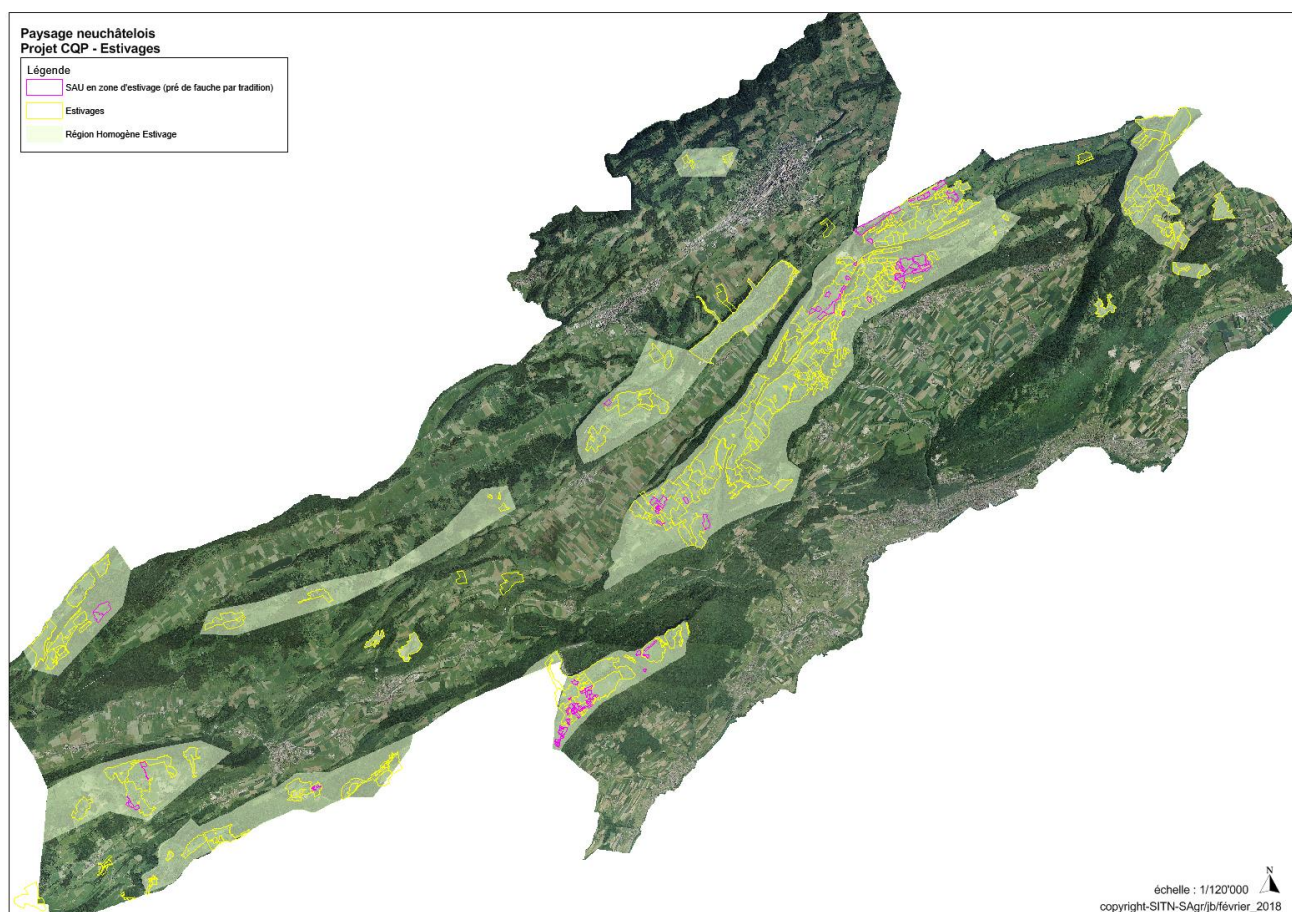 Paysage neuchâtelois
Projet CQP - Estivages
Légende
SAU en zone d'estivage (pré de fauche par tradition)
Estivages
Région Homogène Estivage
N
échelle : 1/120'000
copyright-SITN-SAgr/jb/février_2018